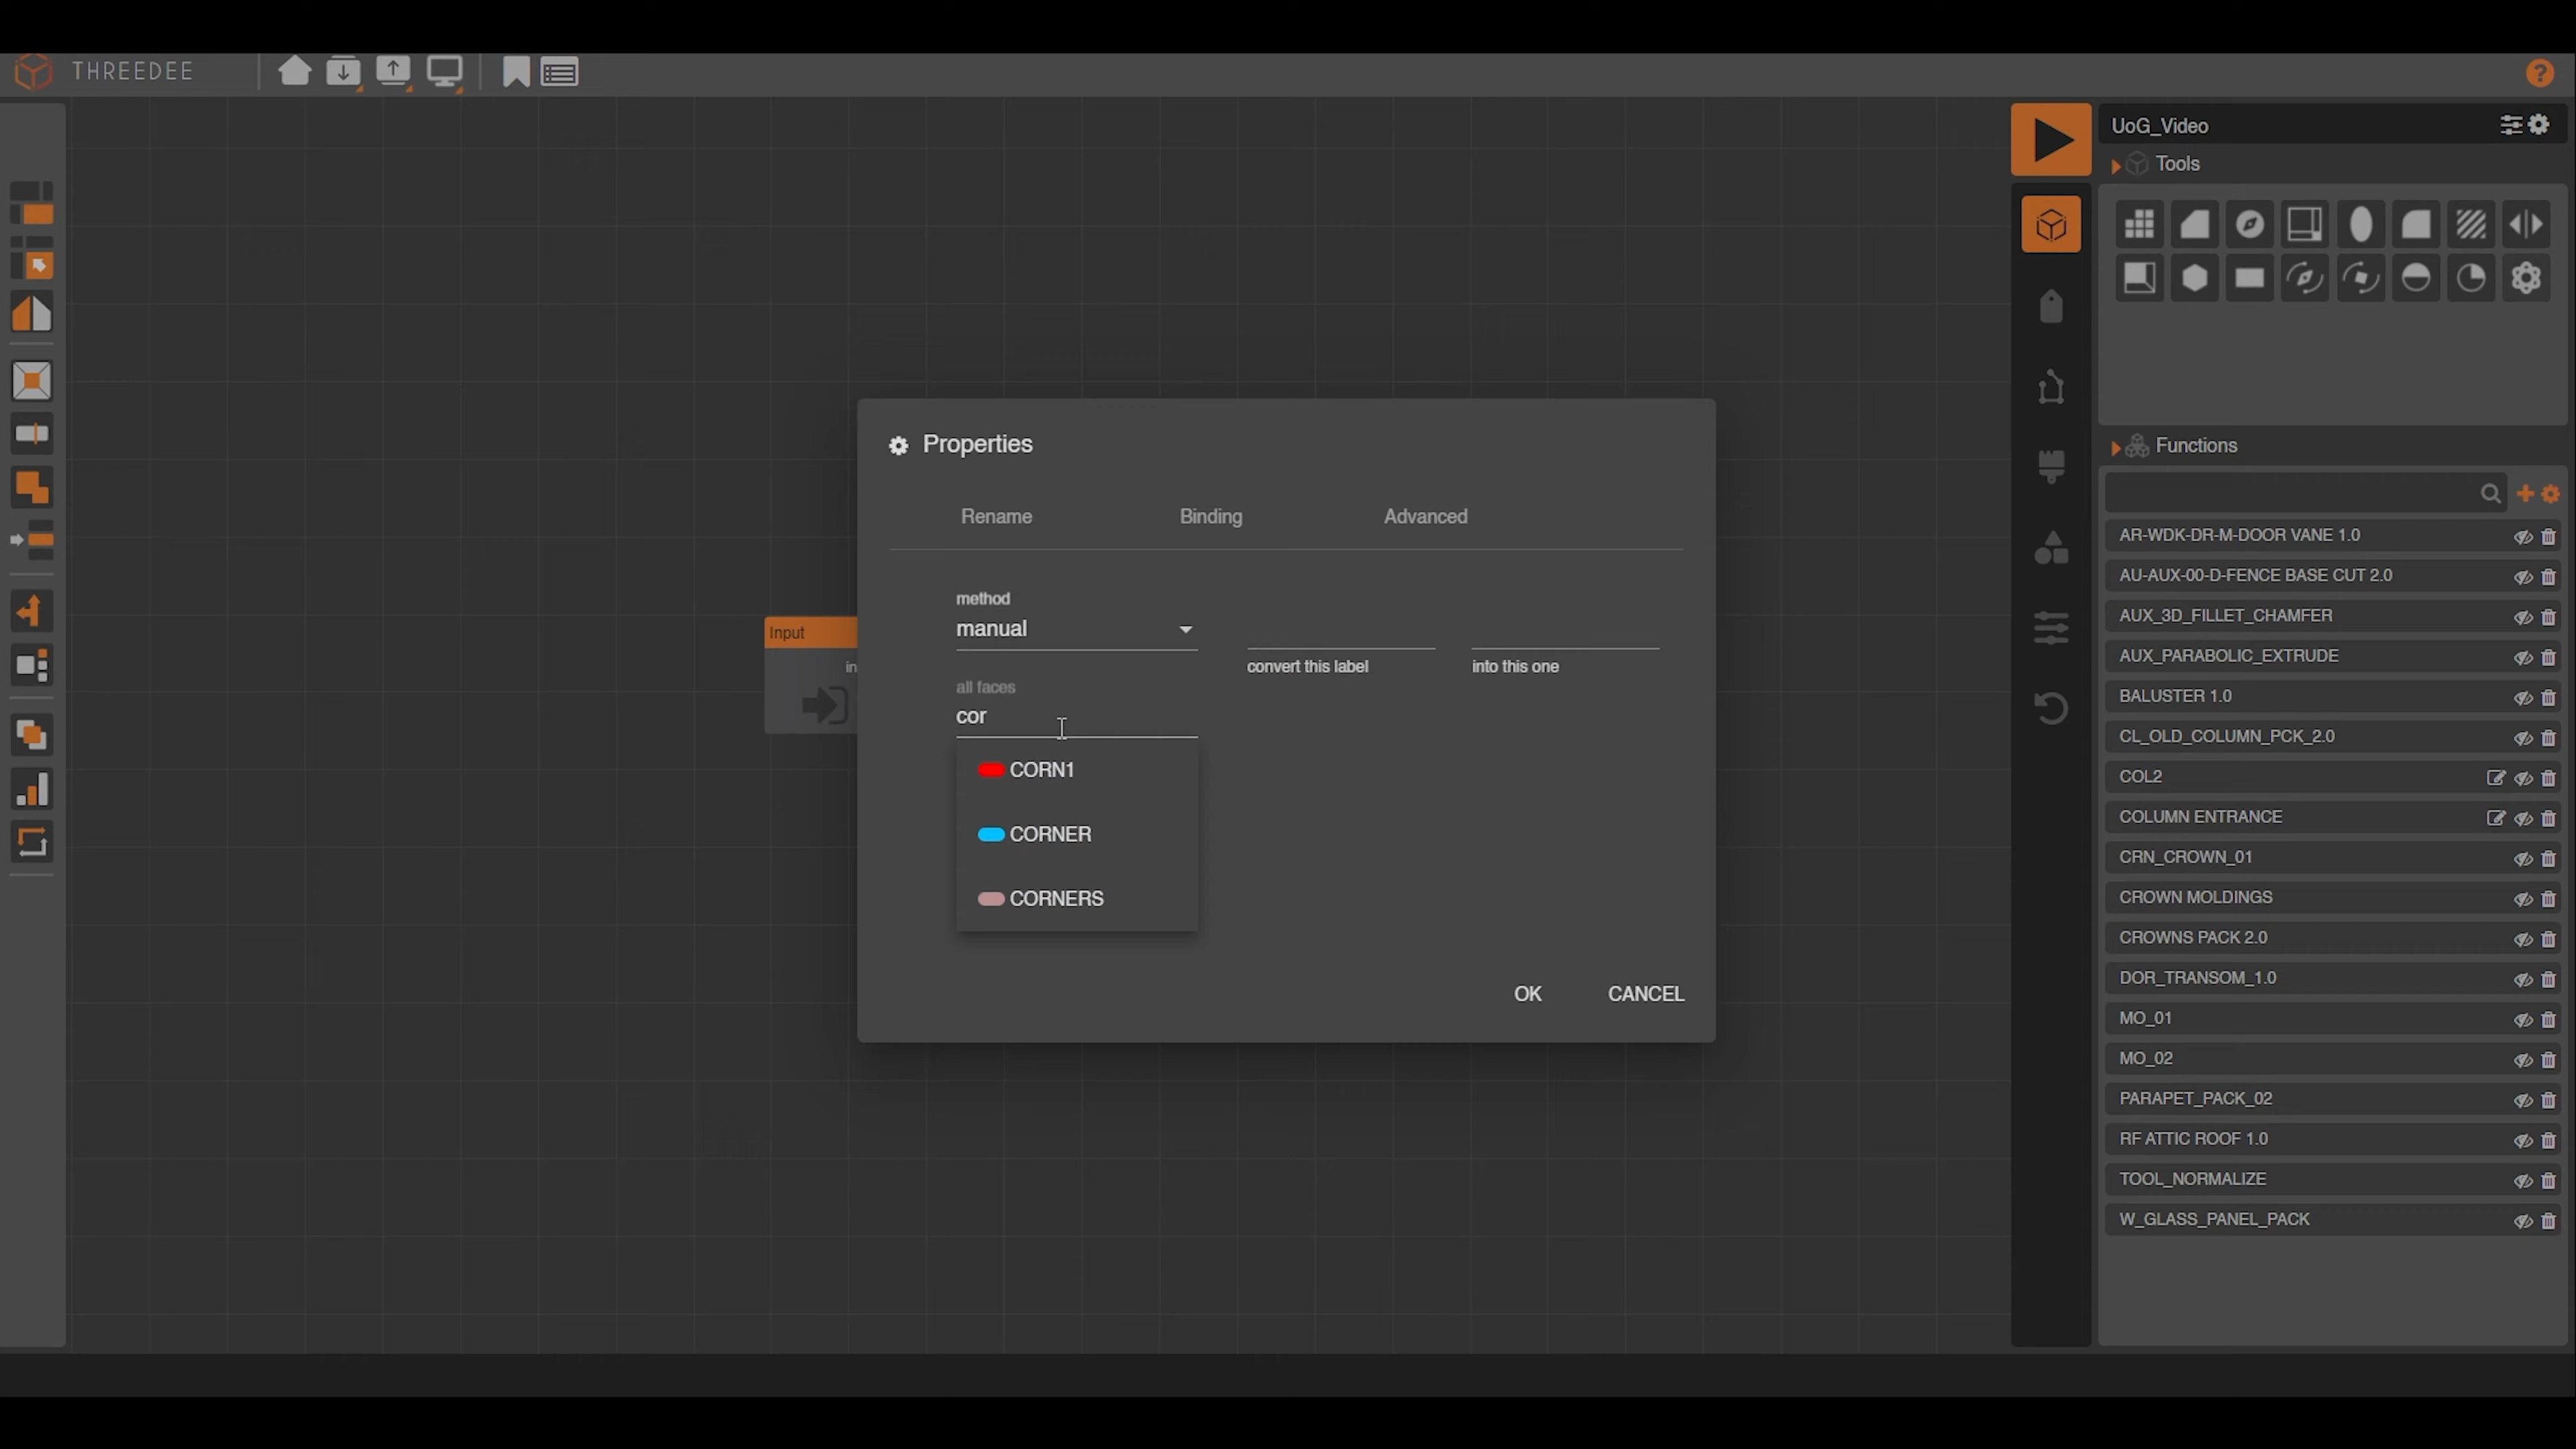 THREEDEE
?
UoG_Video
Tools
Functions
AR-WDK-DR-M-DOOR VANE 1.0
AU-AUX-00-D-FENCE BASE CUT 2.0
AUX_3D_FILLET_CHAMFER
AUX_PARABOLIC_EXTRUDE
BALUSTER 1.0
CL_OLD_COLUMN_PCK_2.0
COL2
COLUMN ENTRANCE
CRN_CROWN_01
CROWN MOLDINGS
CROWNS PACK 2.0
DOR_TRANSOM_1.0
MO_01
MO_02
PARAPET_PACK_02
RF ATTIC ROOF 1.0
TOOL_NORMALIZE
W_GLASS_PANEL_PACK
Input
in
Properties
Rename Binding Advanced
method
manual
convert this label into this one
all faces
cor
CORN1
CORNER
CORNERS
OK CANCEL